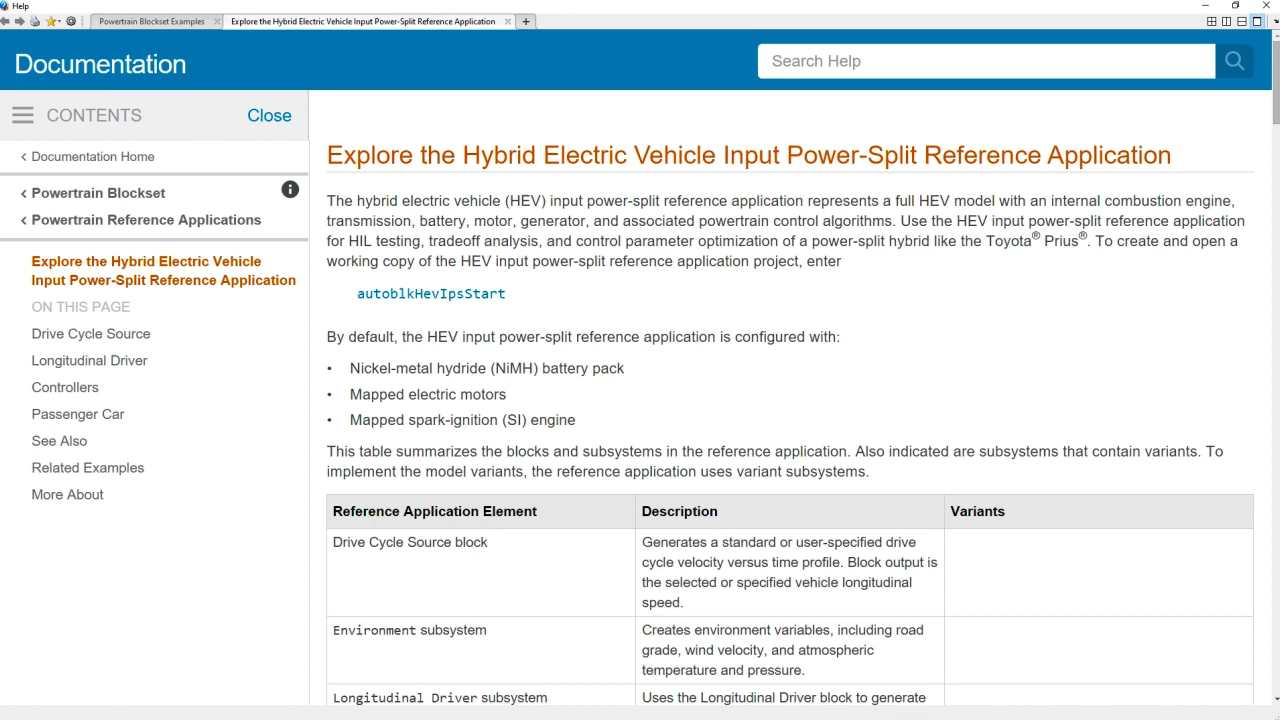 Help
Powertrain Blockset Examples
Explore the Hybrid Electric Vehicle Input Power-Split Reference Application
Documentation
Search Help
CONTENTS
Close
< Documentation Home
< Powertrain Blockset
< Powertrain Reference Applications
Explore the Hybrid Electric Vehicle
Input Power-Split Reference Application
ON THIS PAGE
Drive Cycle Source
Longitudinal Driver
Controllers
Passenger Car
See Also
Related Examples
More About
Explore the Hybrid Electric Vehicle Input Power-Split Reference Application
The hybrid electric vehicle (HEV) input power-split reference application represents a full HEV model with an internal combustion engine,
transmission, battery, motor, generator, and associated powertrain control algorithms. Use the HEV input power-split reference application
for HIL testing, tradeoff analysis, and control parameter optimization of a power-split hybrid like the Toyota® Prius®. To create and open a
working copy of the HEV input power-split reference application project, enter
autoblkHevIpsStart
By default, the HEV input power-split reference application is configured with:
• Nickel-metal hydride (NiMH) battery pack
• Mapped electric motors
• Mapped spark-ignition (SI) engine
This table summarizes the blocks and subsystems in the reference application. Also indicated are subsystems that contain variants. To
implement the model variants, the reference application uses variant subsystems.
Reference Application Element
Description
Variants
Drive Cycle Source block
Generates a standard or user-specified drive
cycle velocity versus time profile. Block output is
the selected or specified vehicle longitudinal
speed.
Environment subsystem
Creates environment variables, including road
grade, wind velocity, and atmospheric
temperature and pressure.
Longitudinal Driver subsystem
Uses the Longitudinal Driver block to generate